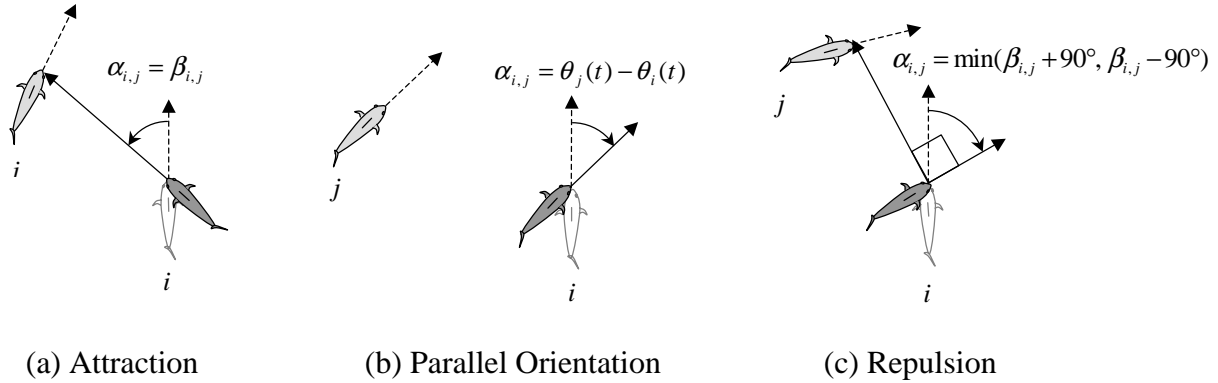 α_{i,j} = β_{i,j}
j
i
(a) Attraction
α_{i,j} = θ_j(t) − θ_i(t)
j
i
(b) Parallel Orientation
α_{i,j} = min(β_{i,j} + 90°, β_{i,j} − 90°)
j
i
(c) Repulsion